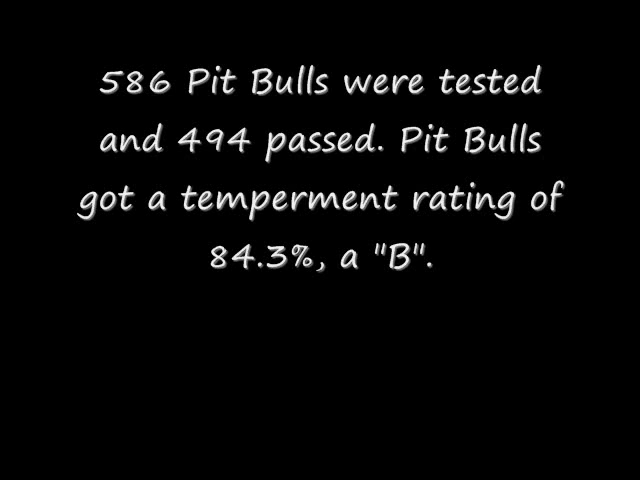 586 Pit Bulls were tested
and 494 passed. Pit Bulls
got a temperment rating of
84.3%, a "B".